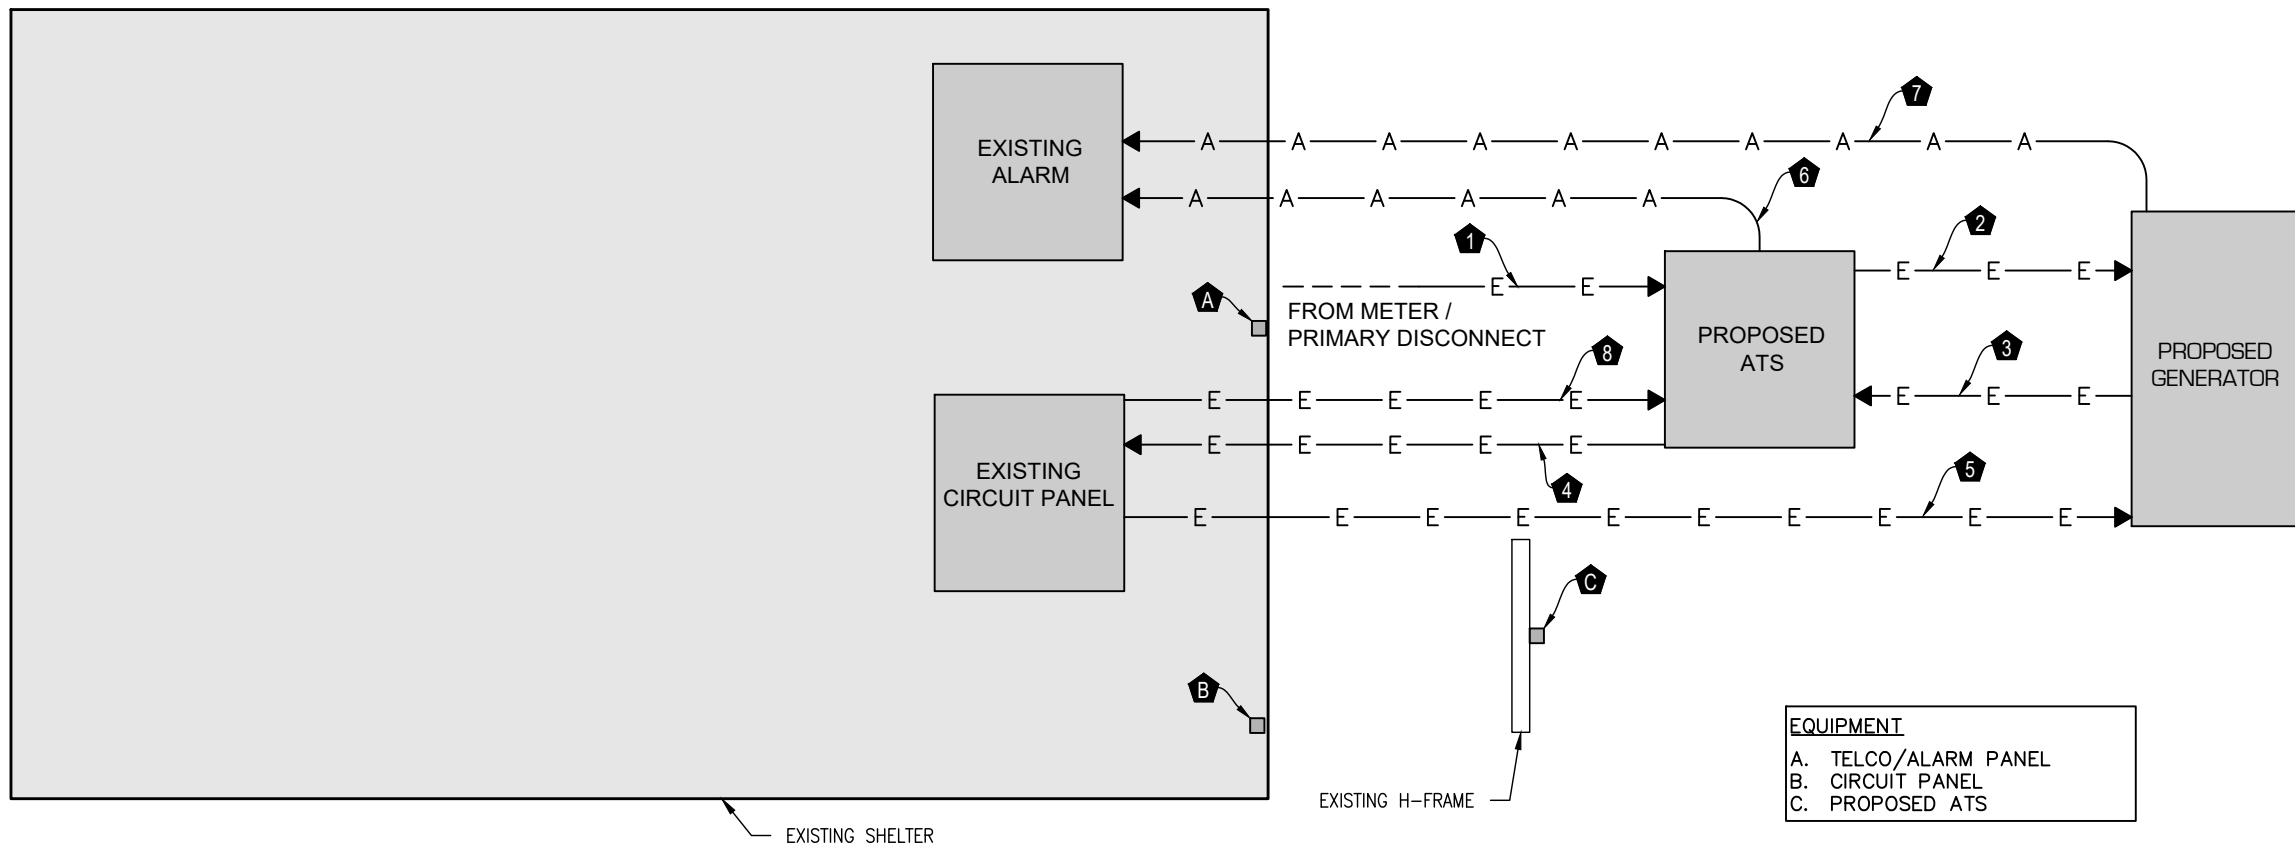 7
A A A A A A A A A A
EXISTING
ALARM
6
A A A A A A
2
1
E E E
E E
A
FROM METER /
PRIMARY DISCONNECT
PROPOSED
ATS
8
3
PROPOSED
GENERATOR
E E E
E E E E E
E E E E E
EXISTING
CIRCUIT PANEL
4
5
E E E E E E E E E E
C
B
EQUIPMENT
A. TELCO/ALARM PANEL
B. CIRCUIT PANEL
C. PROPOSED ATS
EXISTING H-FRAME
EXISTING SHELTER